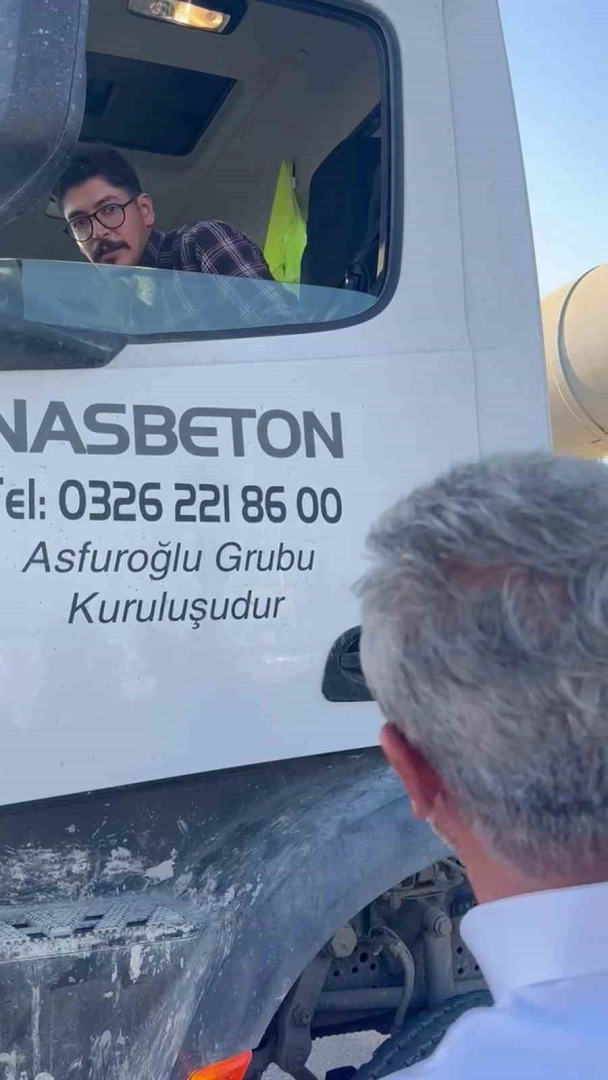 NASBETON
Tel: 0326 221 86 00
Asfuroğlu Grubu
Kuruluşudur